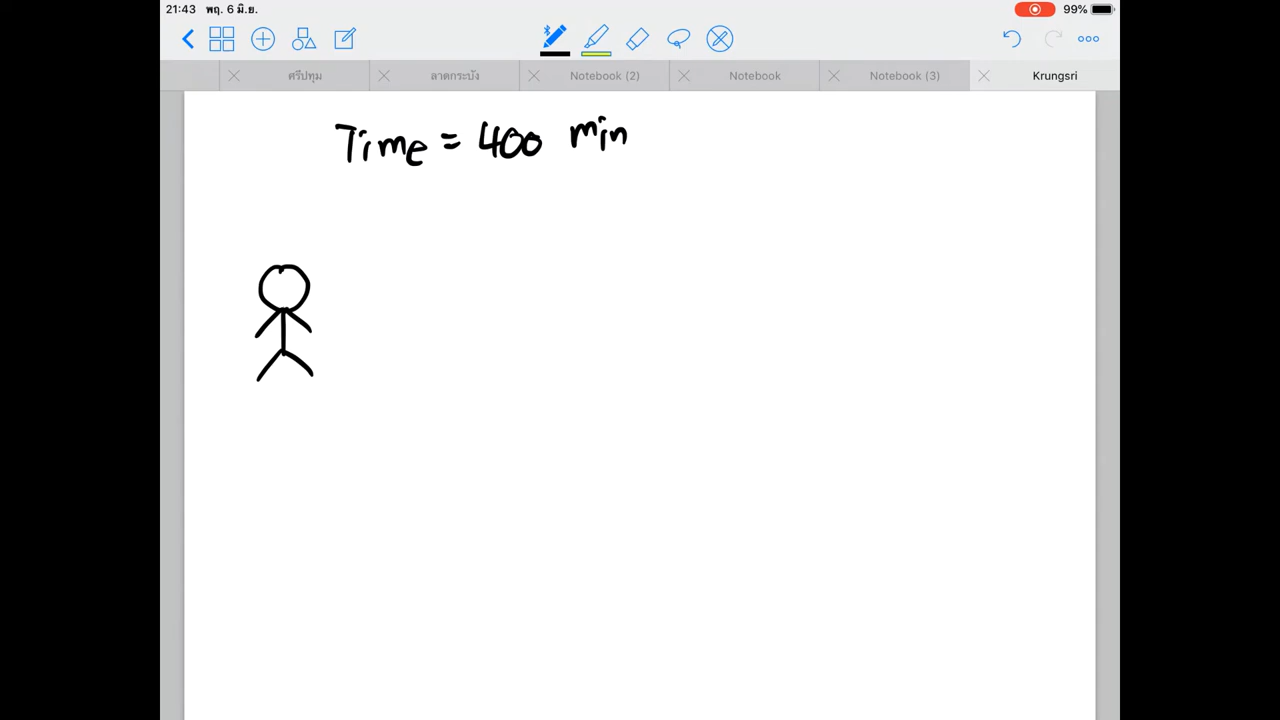 21:43 พฤ. 6 มิ.ย. 99%
ศรีปทุม ลาดกระบัง Notebook (2) Notebook Notebook (3) Krungsri
Time = 400 min